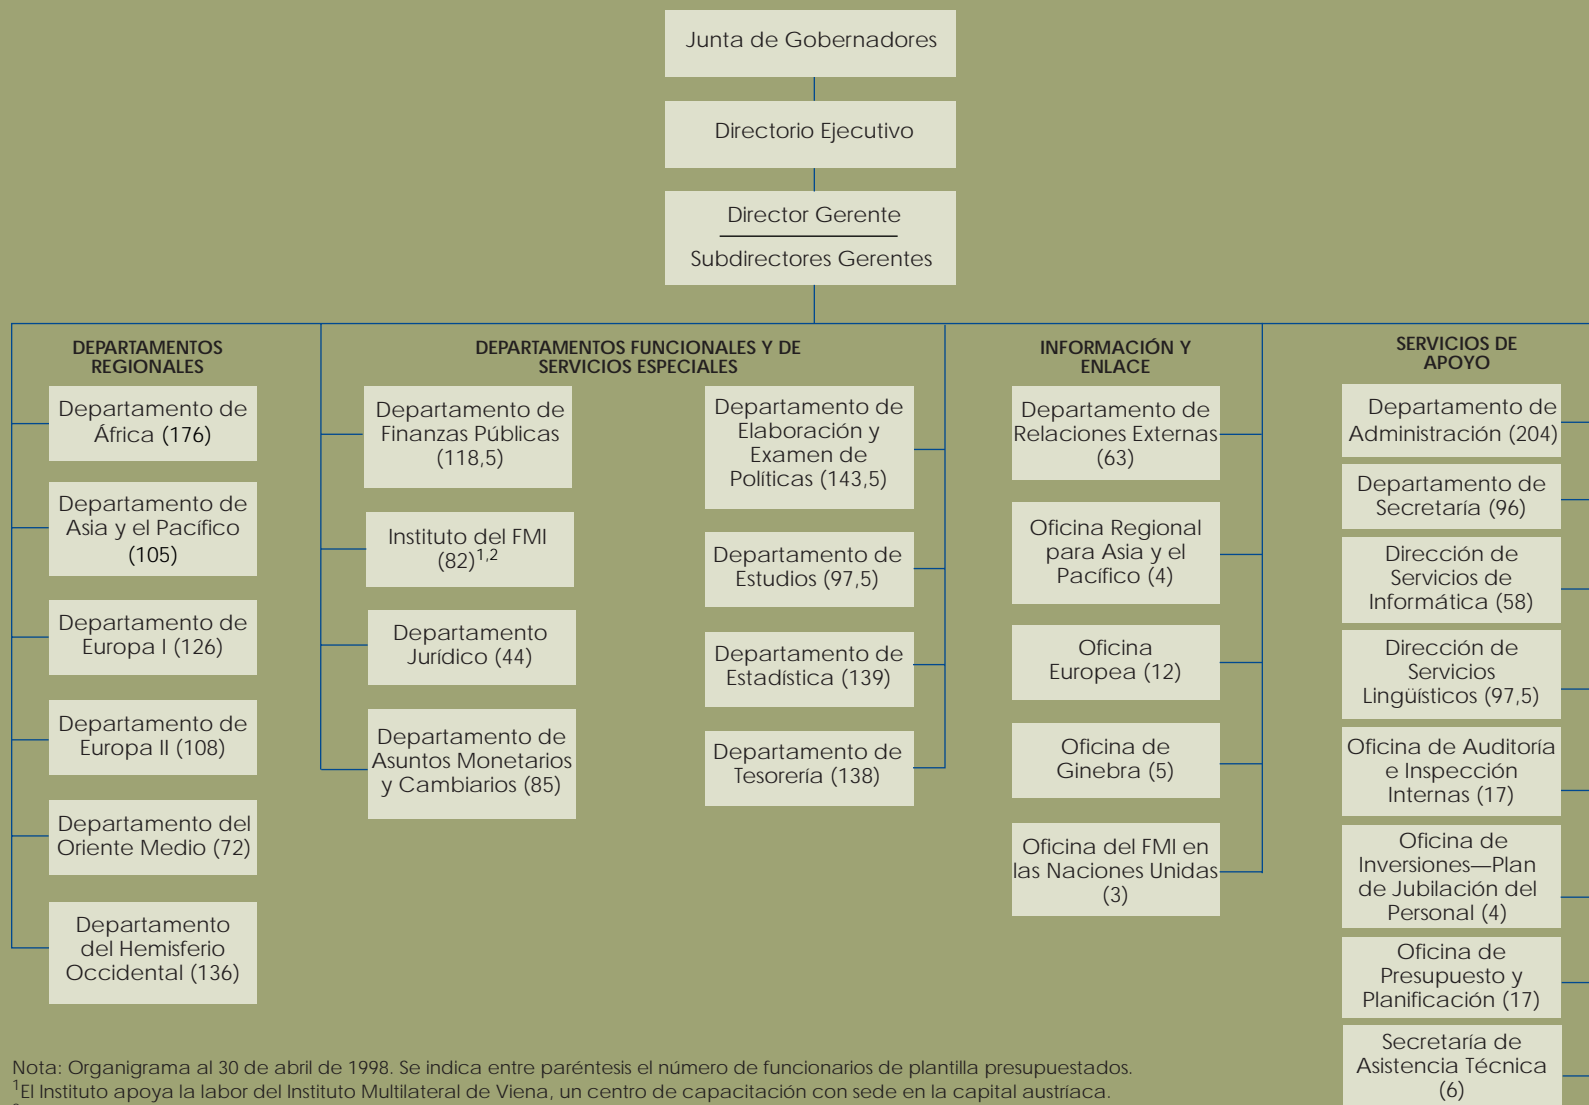 Junta de Gobernadores
Directorio Ejecutivo
Director Gerente
Subdirectores Gerentes
DEPARTAMENTOS
REGIONALES
Departamento de
África (176)
Departamento de
Asia y el Pacífico
(105)
Departamento de
Europa I (126)
Departamento de
Europa II (108)
Departamento del
Oriente Medio (72)
Departamento
del Hemisferio
Occidental (136)
DEPARTAMENTOS FUNCIONALES Y DE
SERVICIOS ESPECIALES
Departamento de
Finanzas Públicas
(118,5)
Instituto del FMI
(82)1,2
Departamento
Jurídico (44)
Departamento de
Asuntos Monetarios
y Cambiarios (85)
Departamento de
Elaboración y
Examen de
Políticas (143,5)
Departamento de
Estudios (97,5)
Departamento de
Estadística (139)
Departamento de
Tesorería (138)
INFORMACIÓN Y
ENLACE
Departamento de
Relaciones Externas
(63)
Oficina Regional
para Asia y el
Pacífico (4)
Oficina
Europea (12)
Oficina de
Ginebra (5)
Oficina del FMI en
las Naciones Unidas
(3)
SERVICIOS DE
APOYO
Departamento de
Administración (204)
Departamento de
Secretaría (96)
Dirección de
Servicios de
Informática (58)
Dirección de
Servicios
Lingüísticos (97,5)
Oficina de Auditoría
e Inspección
Internas (17)
Oficina de
Inversiones—Plan
de Jubilación del
Personal (4)
Oficina de
Presupuesto y
Planificación (17)
Secretaría de
Asistencia Técnica
(6)
Nota: Organigrama al 30 de abril de 1998. Se indica entre paréntesis el número de funcionarios de plantilla presupuestados.
1El Instituto apoya la labor del Instituto Multilateral de Viena, un centro de capacitación con sede en la capital austríaca.